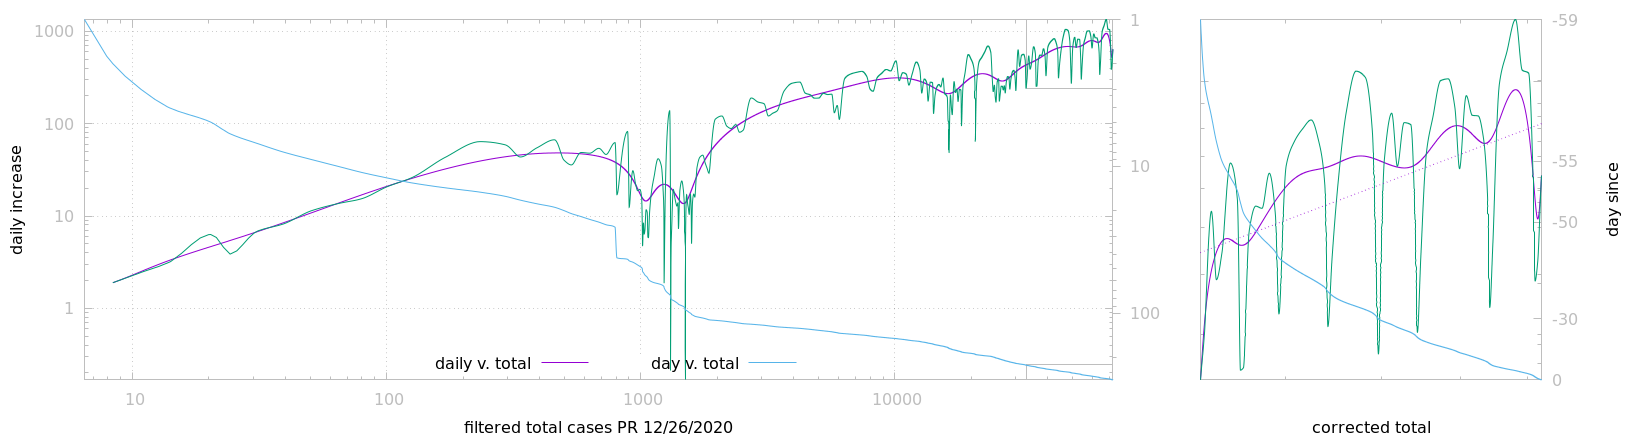 daily increase
1000
100
10
1
1
10
100
daily v. total
day v. total
10
100
1000
10000
filtered total cases PR 12/26/2020
-59
-55
-50
-30
0
day since
corrected total